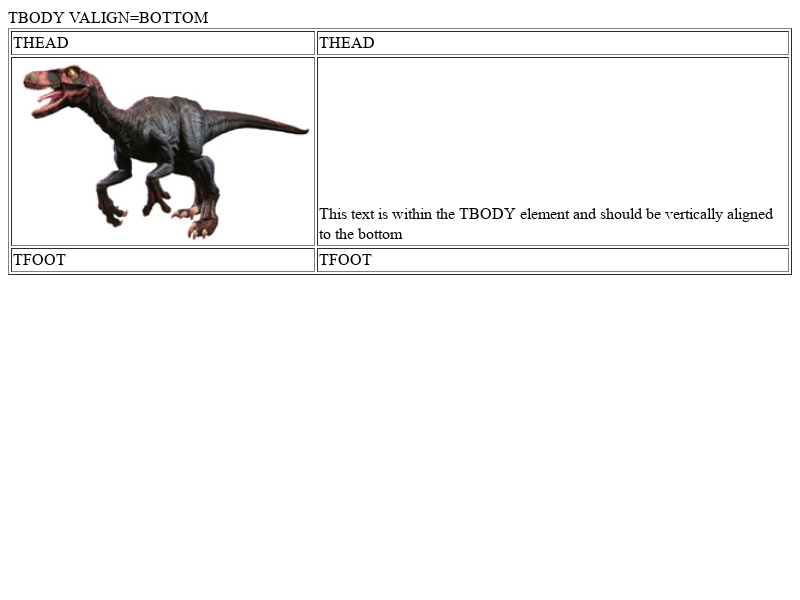 TBODY VALIGN=BOTTOM
THEAD THEAD
This text is within the TBODY element and should be vertically aligned
to the bottom
TFOOT TFOOT